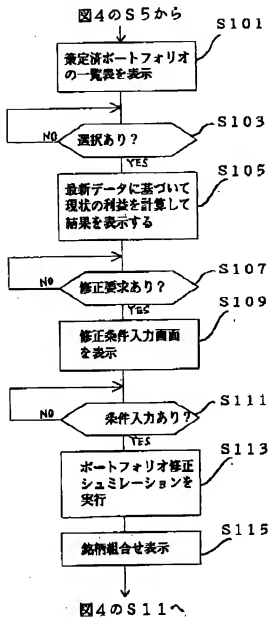 図4のS5から
S101
策定済ポートフォリオ
の一覧表を表示
S103
選択あり?
NO
YES
S105
最新データに基づいて
現状の利益を計算して
結果を表示する
S107
修正要求あり?
NO
YES
S109
修正条件入力画面
を表示
S111
条件入力あり?
NO
YES
S113
ポートフォリオ修正
シュミレーションを
実行
S115
銘柄組合せ表示
図4のS11へ